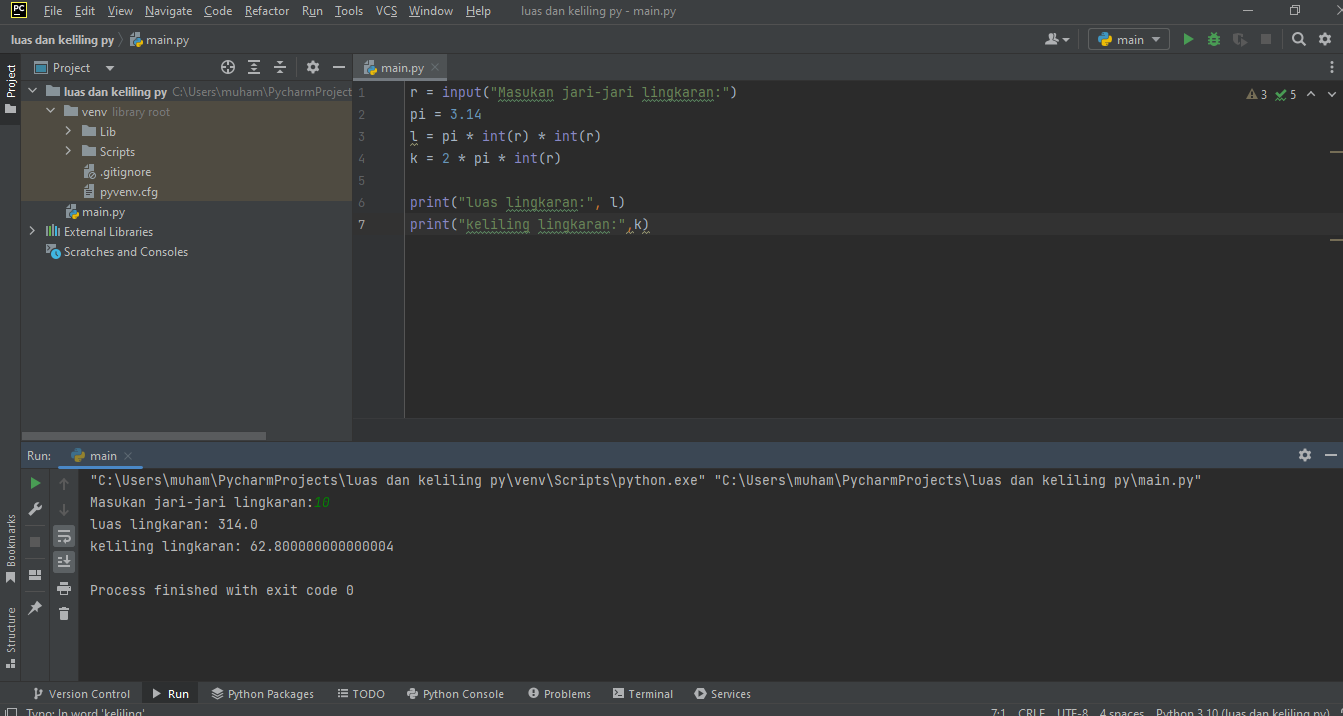 PC File Edit View Navigate Code Refactor Run Tools VCS Window Help luas dan keliling py - main.py
luas dan keliling py main.py main
Project main.py
Project
luas dan keliling py C:\Users\muham\PycharmProject
venv library root
Lib
Scripts
.gitignore
pyvenv.cfg
main.py
External Libraries
Scratches and Consoles
1 r = input("Masukan jari-jari lingkaran:") 3 5
2 pi = 3.14
3 l = pi * int(r) * int(r)
4 k = 2 * pi * int(r)
5
6 print("luas lingkaran:", l)
7 print("keliling lingkaran:",k)
Run: main
"C:\Users\muham\PycharmProjects\luas dan keliling py\venv\Scripts\python.exe" "C:\Users\muham\PycharmProjects\luas dan keliling py\main.py"
Masukan jari-jari lingkaran:10
luas lingkaran: 314.0
keliling lingkaran: 62.800000000000004
Process finished with exit code 0
Bookmarks
Structure
Version Control Run Python Packages TODO Python Console Problems Terminal Services
Typo: In word 'keliling' 7:1 CRLF UTF-8 4 spaces Python 3.10 (luas dan keliling py)